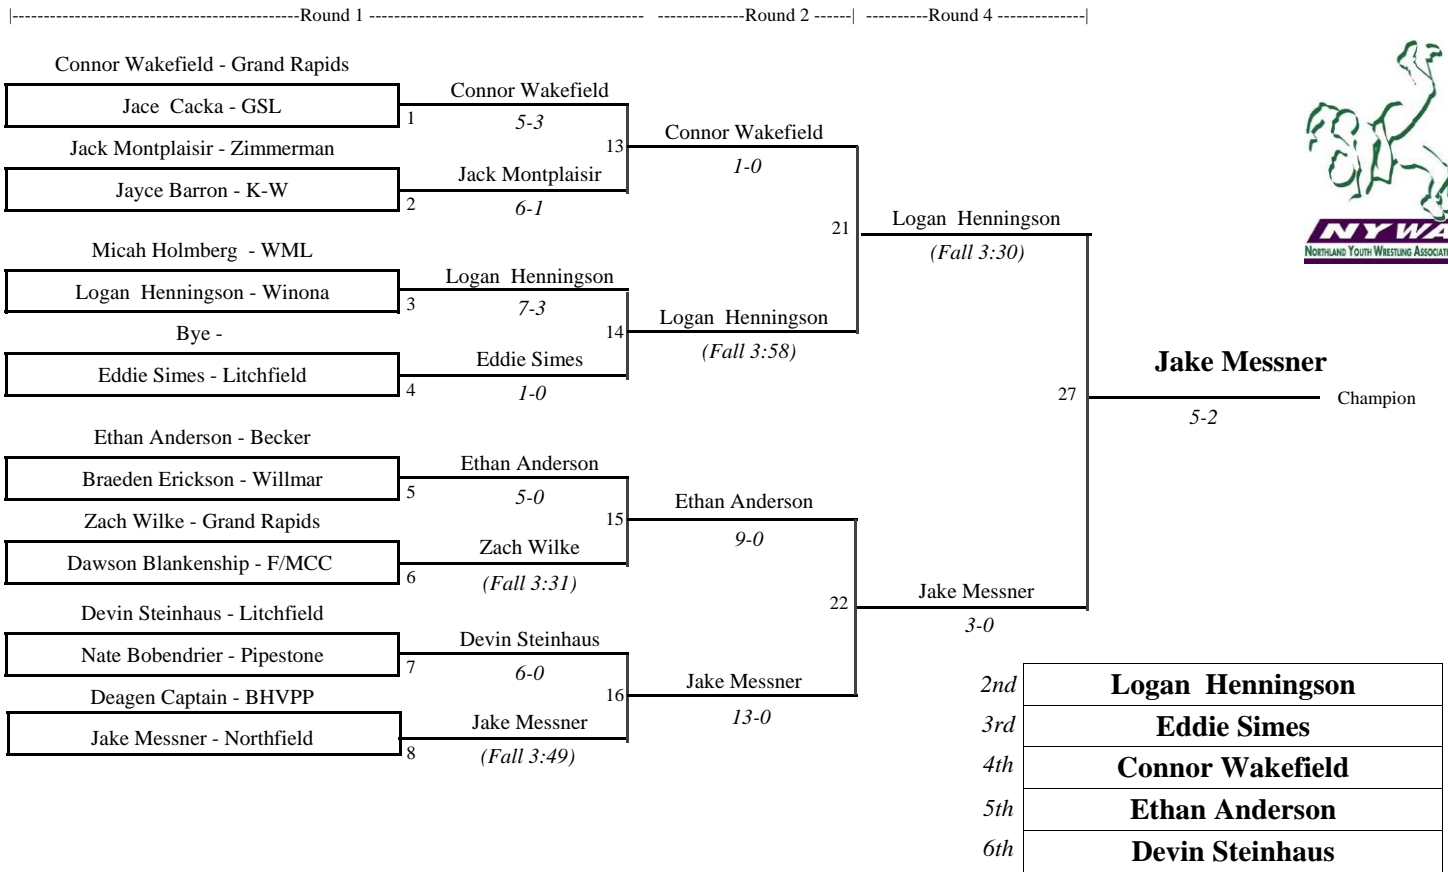 |--------------------------------------------Round 1 ------------------------------------------ --------------Round 2 ------| ----------Round 4 --------------|
Connor Wakefield - Grand Rapids
Jace Cacka - GSL
1
Jack Montplaisir - Zimmerman
Jayce Barron - K-W
2
Micah Holmberg - WML
Logan Henningson - Winona
3
Bye -
Eddie Simes - Litchfield
4
Ethan Anderson - Becker
Braeden Erickson - Willmar
5
Zach Wilke - Grand Rapids
Dawson Blankenship - F/MCC
6
Devin Steinhaus - Litchfield
Nate Bobendrier - Pipestone
7
Deagen Captain - BHVPP
Jake Messner - Northfield
8
Connor Wakefield
5-3
13
Jack Montplaisir
6-1
Logan Henningson
7-3
14
Eddie Simes
1-0
Ethan Anderson
5-0
15
Zach Wilke
(Fall 3:31)
Devin Steinhaus
6-0
16
Jake Messner
(Fall 3:49)
Connor Wakefield
1-0
21
Logan Henningson
(Fall 3:58)
Ethan Anderson
9-0
22
Jake Messner
13-0
Logan Henningson
(Fall 3:30)
27
Jake Messner
3-0
NYWA
NORTHLAND YOUTH WRESTLING ASSOCIAT
Jake Messner
Champion
5-2
2nd Logan Henningson
3rd Eddie Simes
4th Connor Wakefield
5th Ethan Anderson
6th Devin Steinhaus